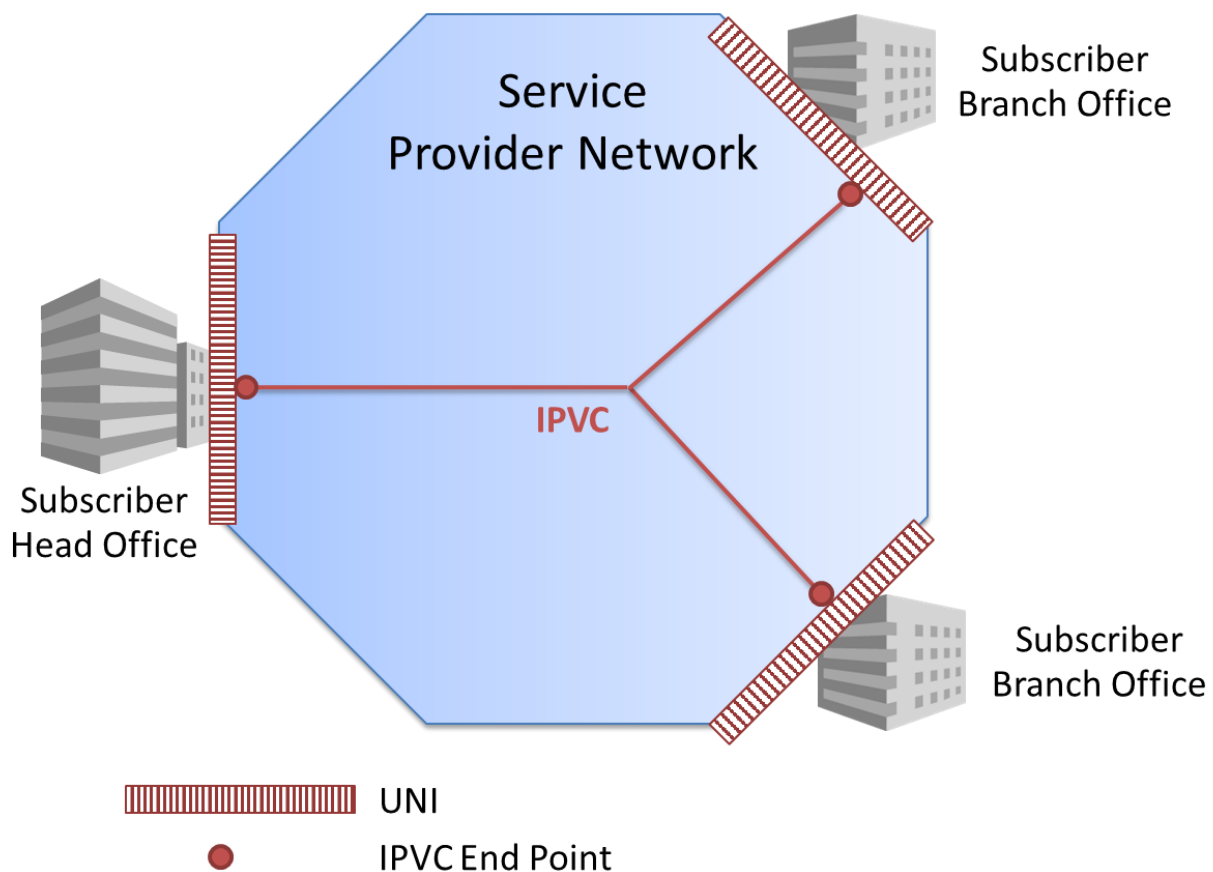 Service
Provider Network
Subscriber
Branch Office
IPVC
Subscriber
Head Office
Subscriber
Branch Office
UNI
IPVC End Point